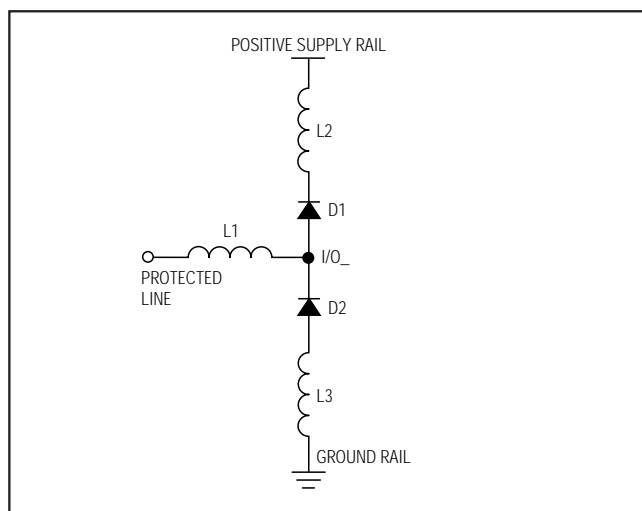 POSITIVE SUPPLY RAIL
L2
D1
L1
I/O_
PROTECTED
LINE
D2
L3
GROUND RAIL